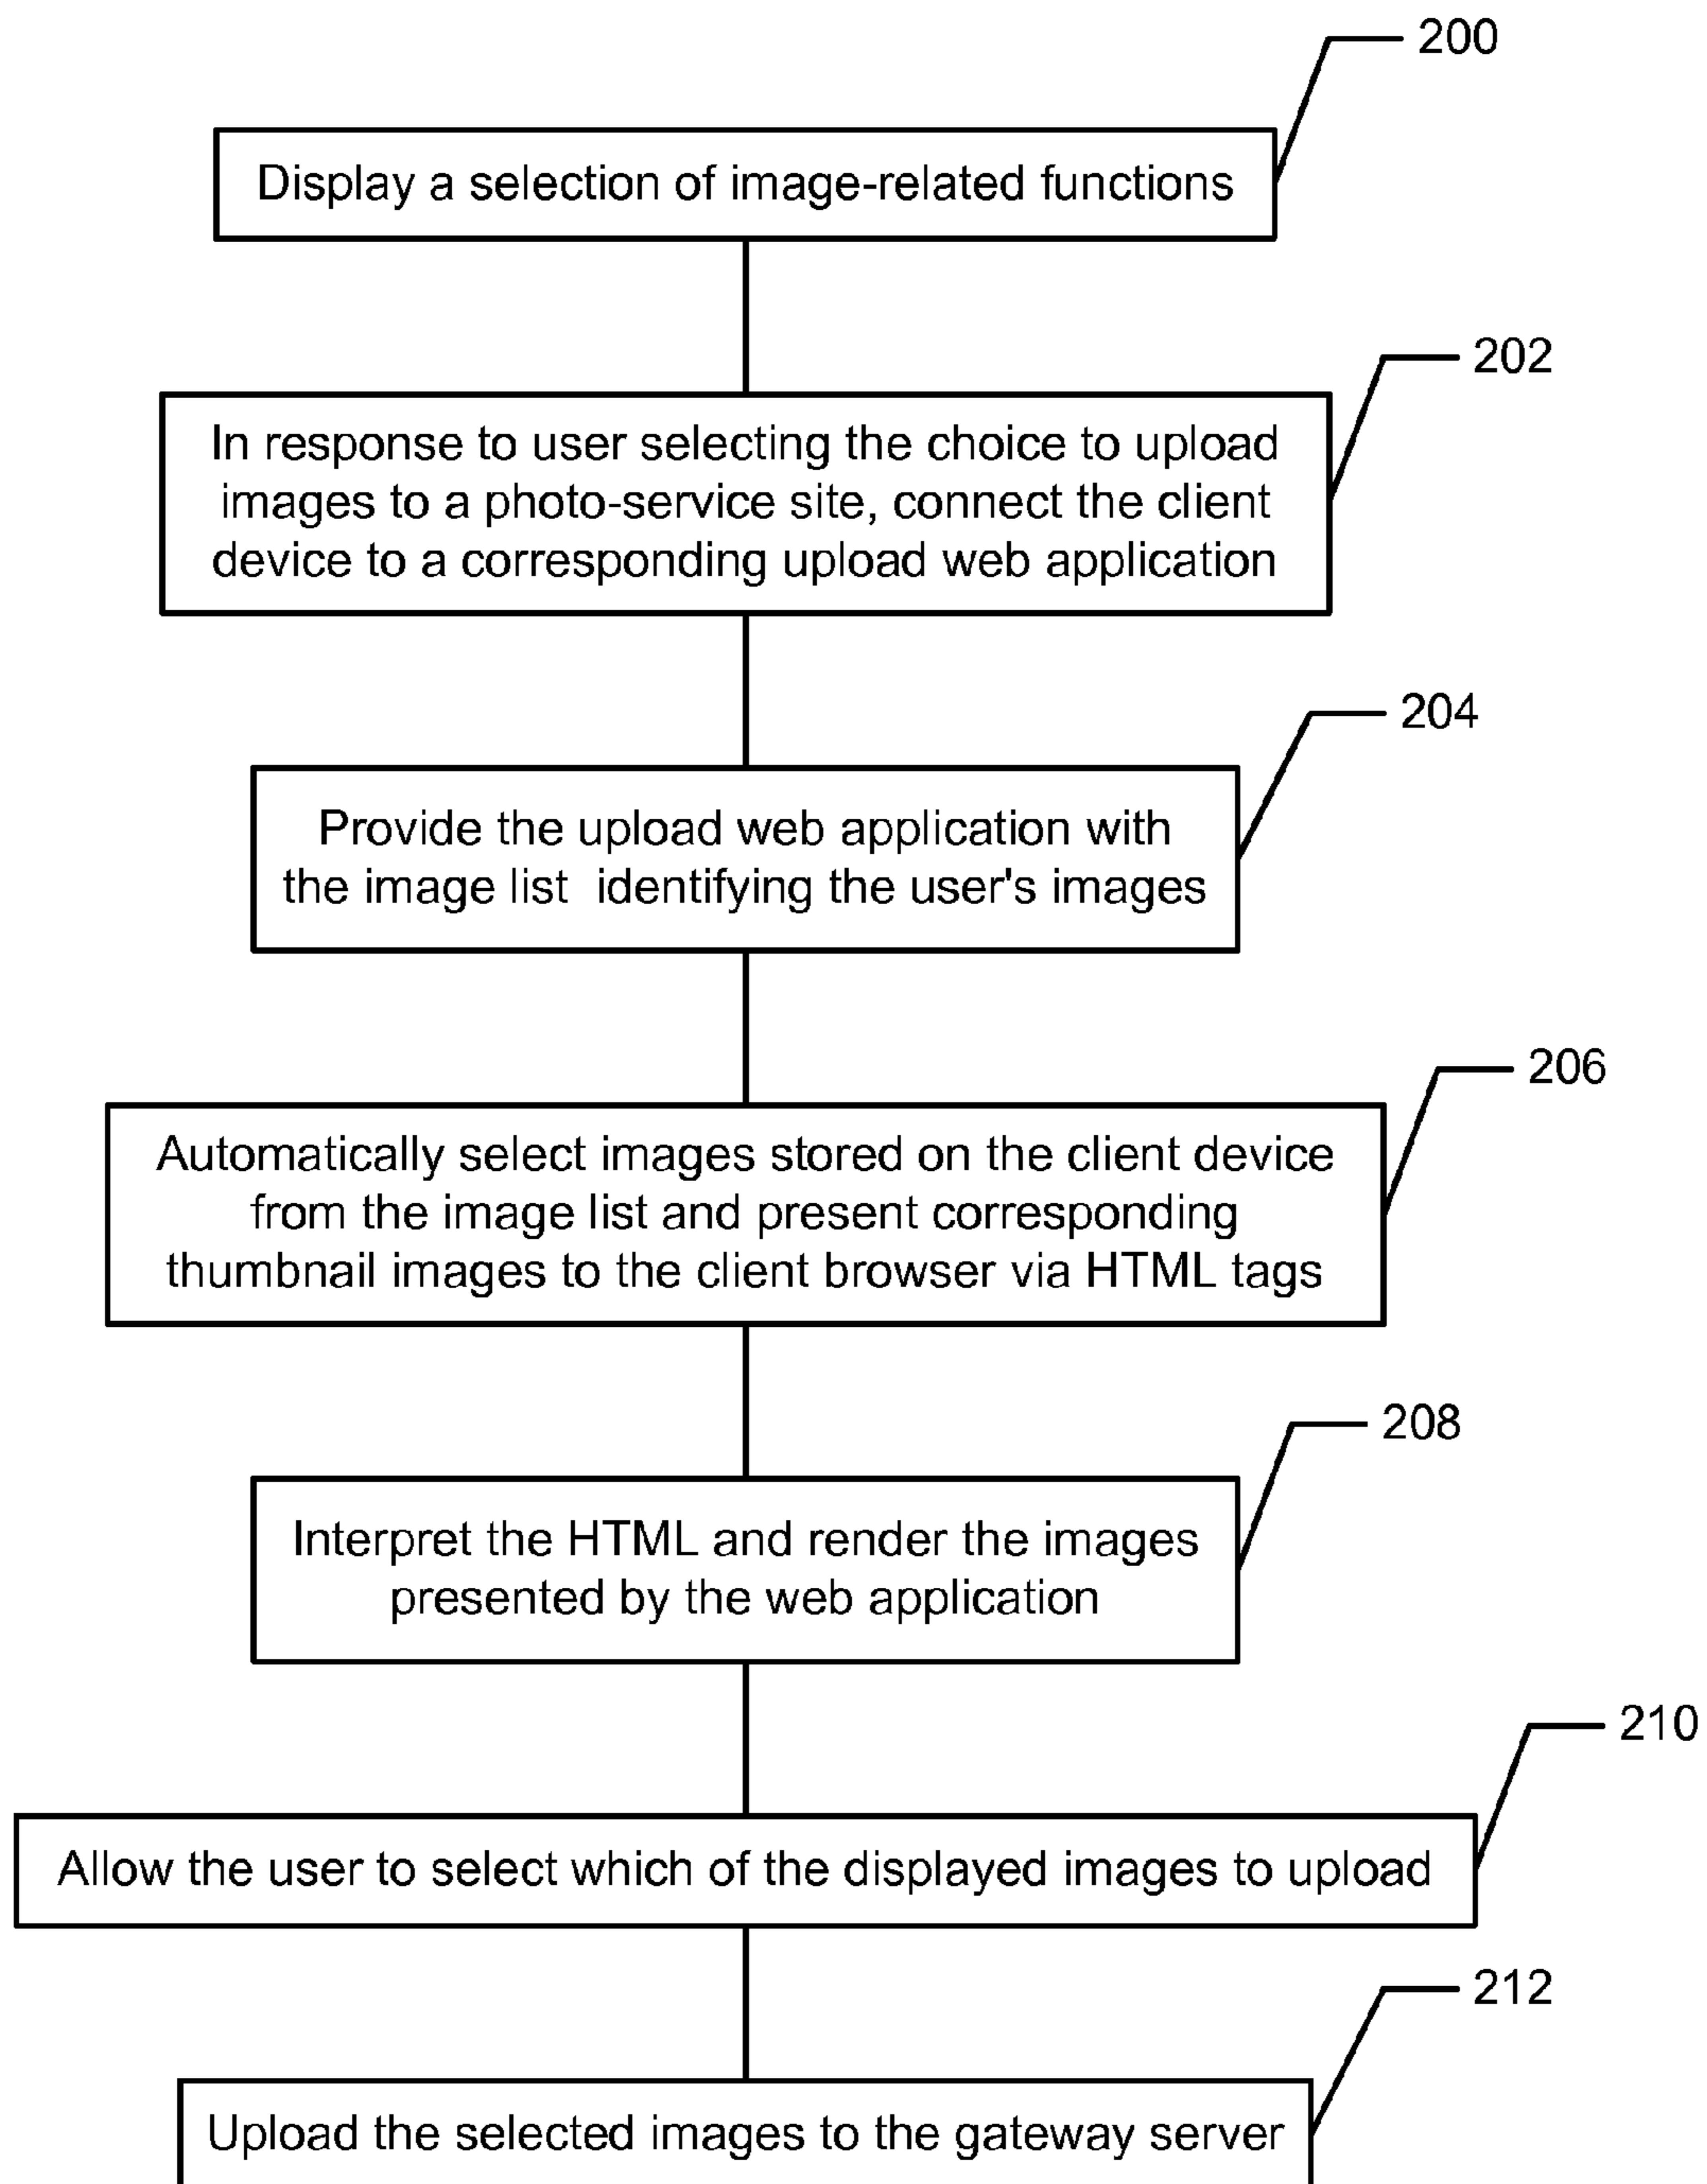 200
Display a selection of image-related functions
202
In response to user selecting the choice to upload
images to a photo-service site, connect the client
device to a corresponding upload web application
204
Provide the upload web application with
the image list identifying the user's images
206
Automatically select images stored on the client device
from the image list and present corresponding
thumbnail images to the client browser via HTML tags
208
Interpret the HTML and render the images
presented by the web application
210
Allow the user to select which of the displayed images to upload
212
Upload the selected images to the gateway server